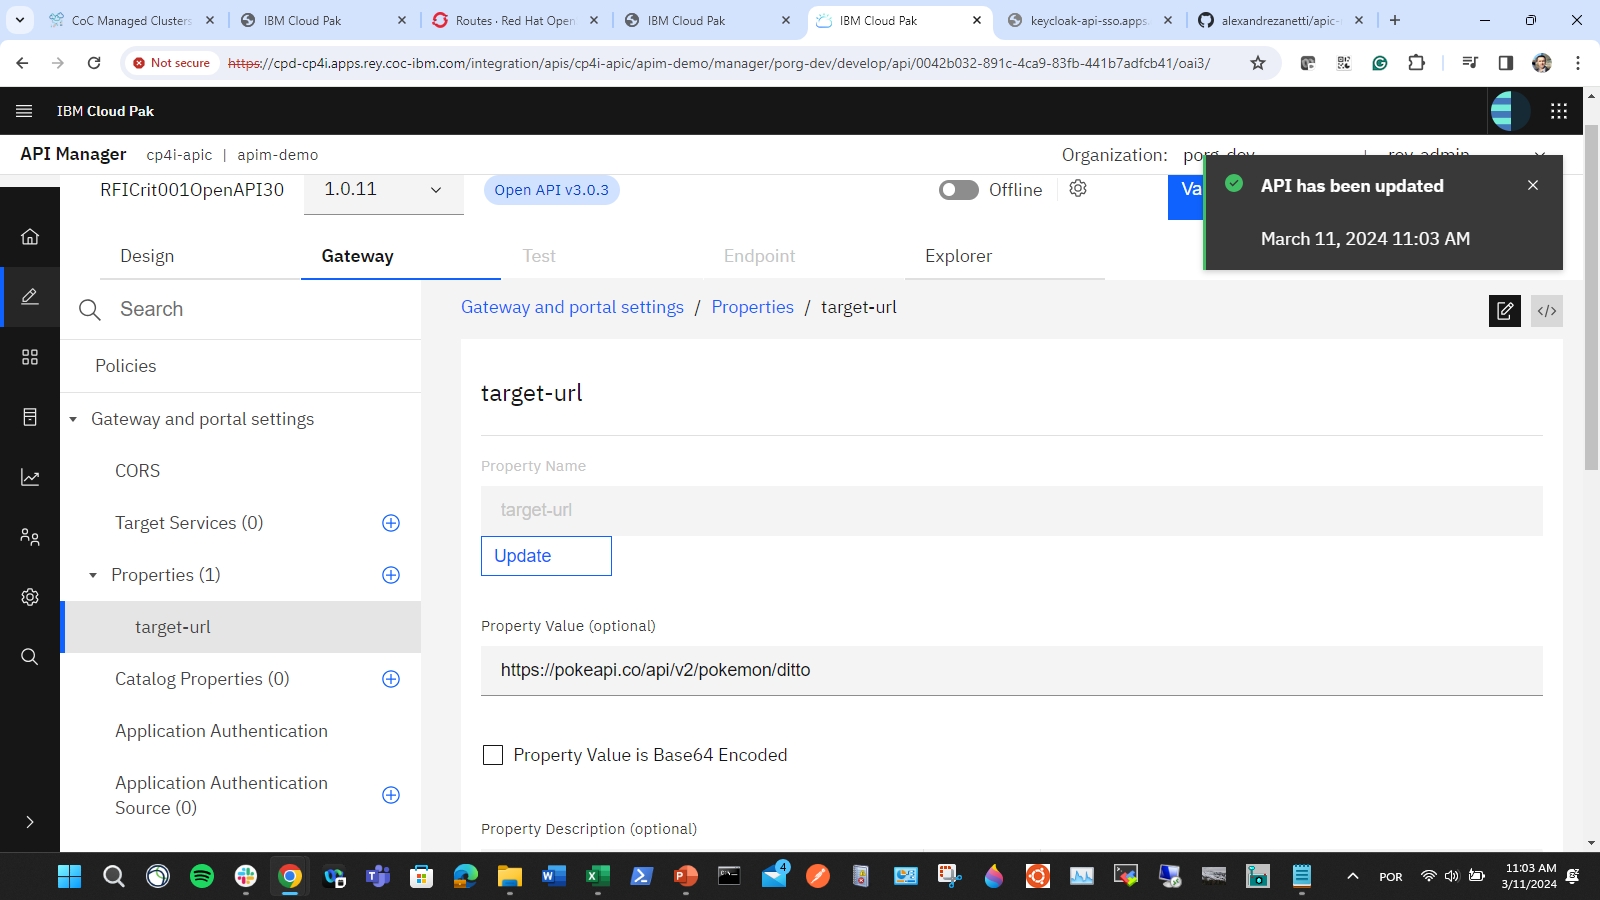 CoC Managed Clusters
IBM Cloud Pak
Routes · Red Hat Open
IBM Cloud Pak
IBM Cloud Pak
keycloak-api-sso.apps.
alexandrezanetti/apic-
Not secure
https://cpd-cp4i.apps.rey.coc-ibm.com/integration/apis/cp4i-apic/apim-demo/manager/porg-dev/develop/api/0042b032-891c-4ca9-83fb-441b7adfcb41/oai3/
IBM Cloud Pak
API Manager cp4i-apic | apim-demo
Organization: porg-dev | rey_admin
RFICrit001OpenAPI30
1.0.11
Open API v3.0.3
Offline
Va
API has been updated
March 11, 2024 11:03 AM
Design
Gateway
Test
Endpoint
Explorer
Search
Policies
Gateway and portal settings
CORS
Target Services (0)
Properties (1)
target-url
Catalog Properties (0)
Application Authentication
Application Authentication
Source (0)
Gateway and portal settings / Properties / target-url
</>
target-url
Property Name
target-url
Update
Property Value (optional)
https://pokeapi.co/api/v2/pokemon/ditto
Property Value is Base64 Encoded
Property Description (optional)
4
POR
11:03 AM
3/11/2024